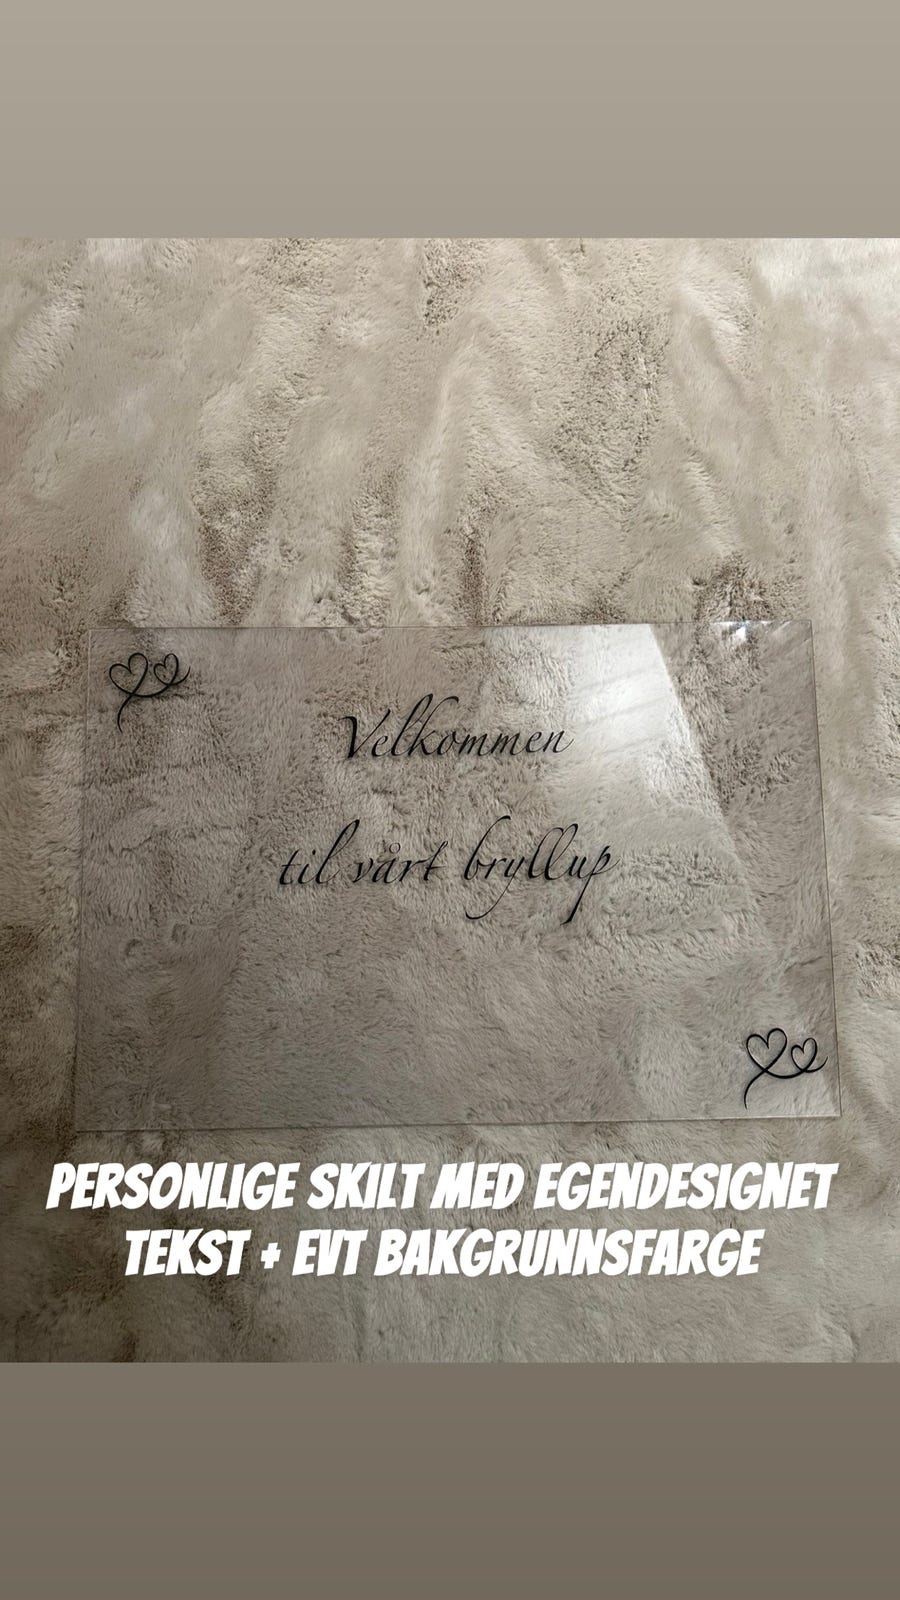 Velkommen
til vårt bryllup
PERSONLIGE SKILT MED EGENDESIGNET
TEKST + EVT BAKGRUNNSFARGE